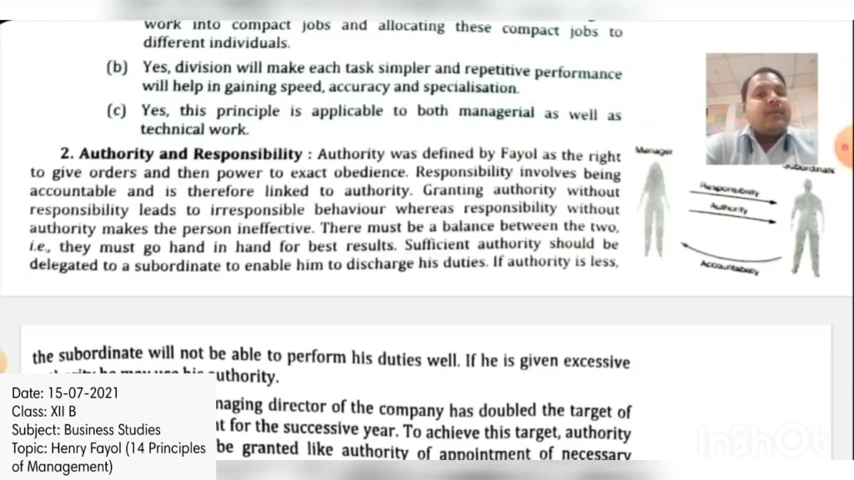 work into compact jobs and allocating these compact jobs to
different individuals.
(b) Yes, division will make each task simpler and repetitive performance
will help in gaining speed, accuracy and specialisation.
(c) Yes, this principle is applicable to both managerial as well as
technical work.
2. Authority and Responsibility : Authority was defined by Fayol as the right
to give orders and then power to exact obedience. Responsibility involves being
accountable and is therefore linked to authority. Granting authority without
responsibility leads to irresponsible behaviour whereas responsibility without
authority makes the person ineffective. There must be a balance between the two,
i.e., they must go hand in hand for best results. Sufficient authority should be
delegated to a subordinate to enable him to discharge his duties. If authority is less,
Manager
Subordinate
Responsibility
Authority
Accountability
the subordinate will not be able to perform his duties well. If he is given excessive
uthority.
naging director of the company has doubled the target of
t for the successive year. To achieve this target, authority
be granted like authority of appointment of necessary
Date: 15-07-2021
Class: XII B
Subject: Business Studies
Topic: Henry Fayol (14 Principles
of Management)
InShOt